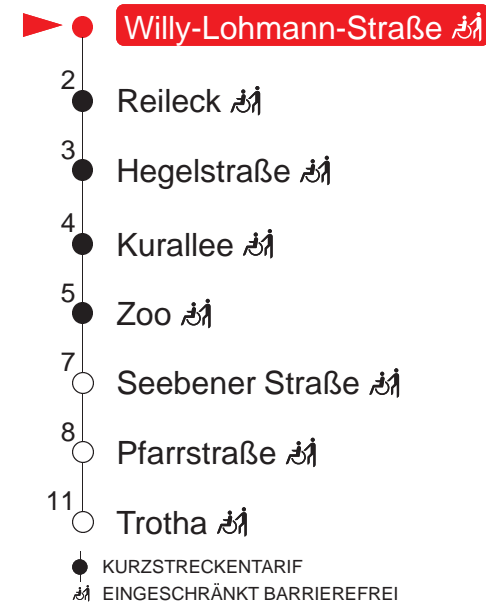 Willy-Lohmann-Straße
2
Reileck
3
Hegelstraße
4
Kurallee
5
Zoo
7
Seebener Straße
8
Pfarrstraße
11
Trotha
KURZSTRECKENTARIF
EINGESCHRÄNKT BARRIEREFREI